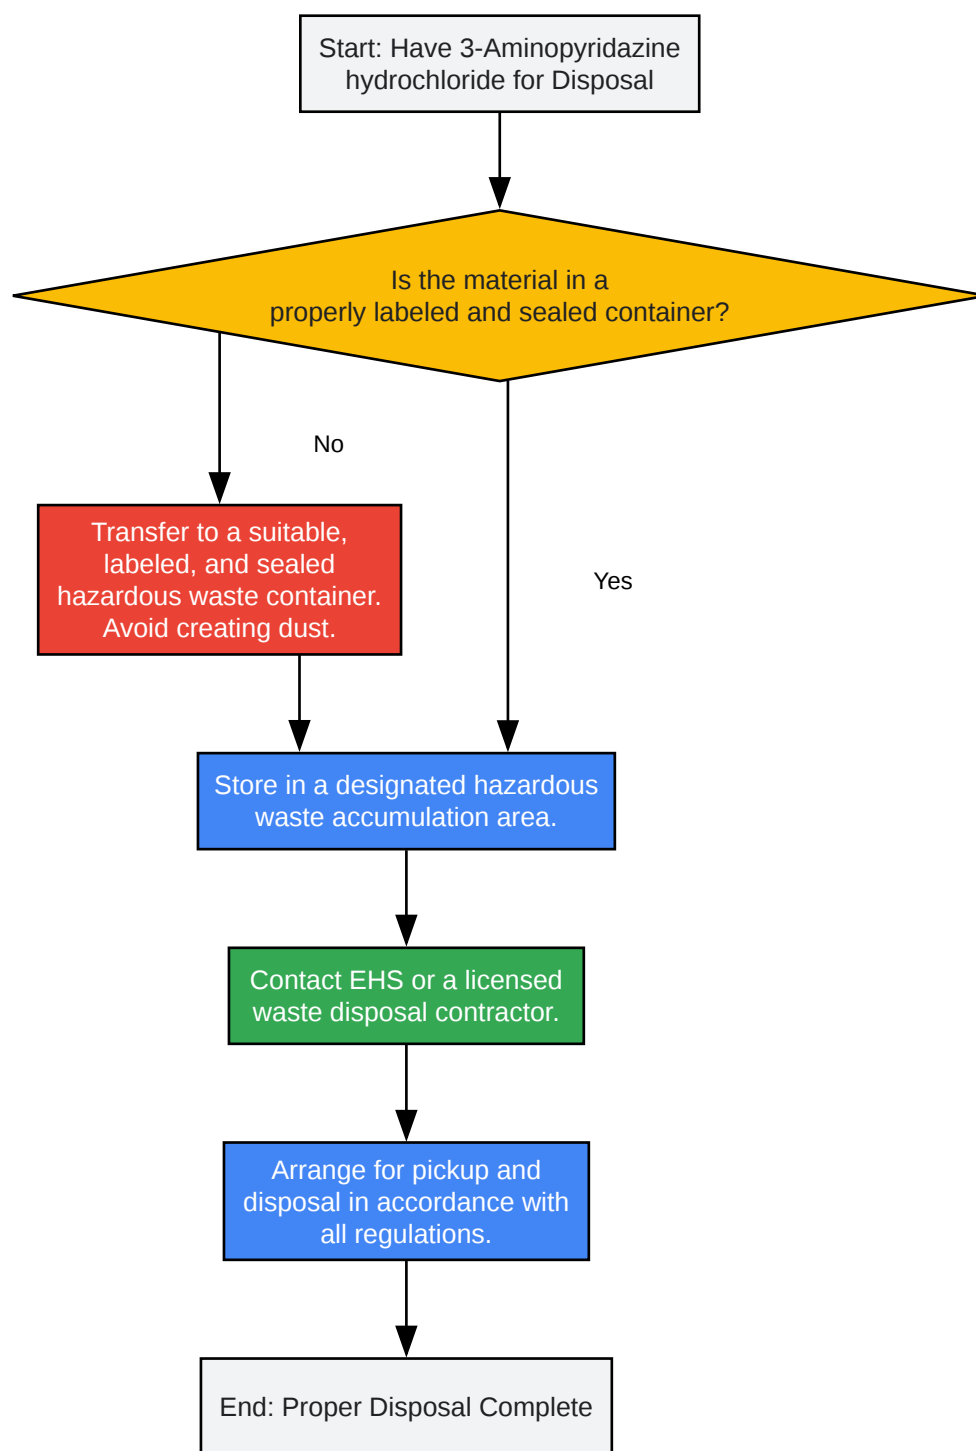 Start: Have 3-Aminopyridazine
hydrochloride for Disposal
Is the material in a
properly labeled and sealed container?
No
Transfer to a suitable,
labeled, and sealed
hazardous waste container.
Avoid creating dust.
Yes
Store in a designated hazardous
waste accumulation area.
Contact EHS or a licensed
waste disposal contractor.
Arrange for pickup and
disposal in accordance with
all regulations.
End: Proper Disposal Complete